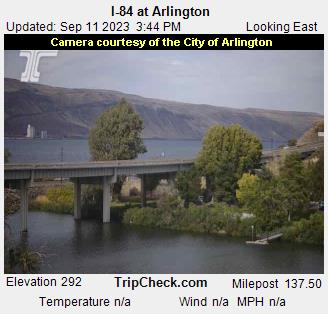 I-84 at Arlington
Updated: Sep 11 2023 3:44 PM Looking East
Camera courtesy of the City of Arlington
Elevation 292 TripCheck.com Milepost 137.50
Temperature n/a Wind n/a MPH n/a